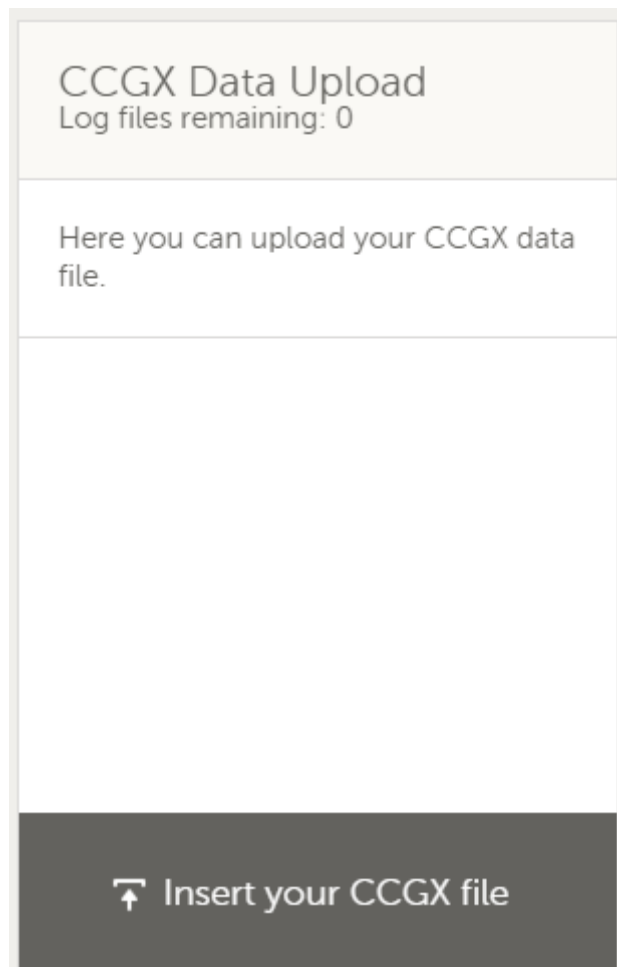 CCGX Data Upload
Log files remaining: 0
Here you can upload your CCGX data
file.
Insert your CCGX file